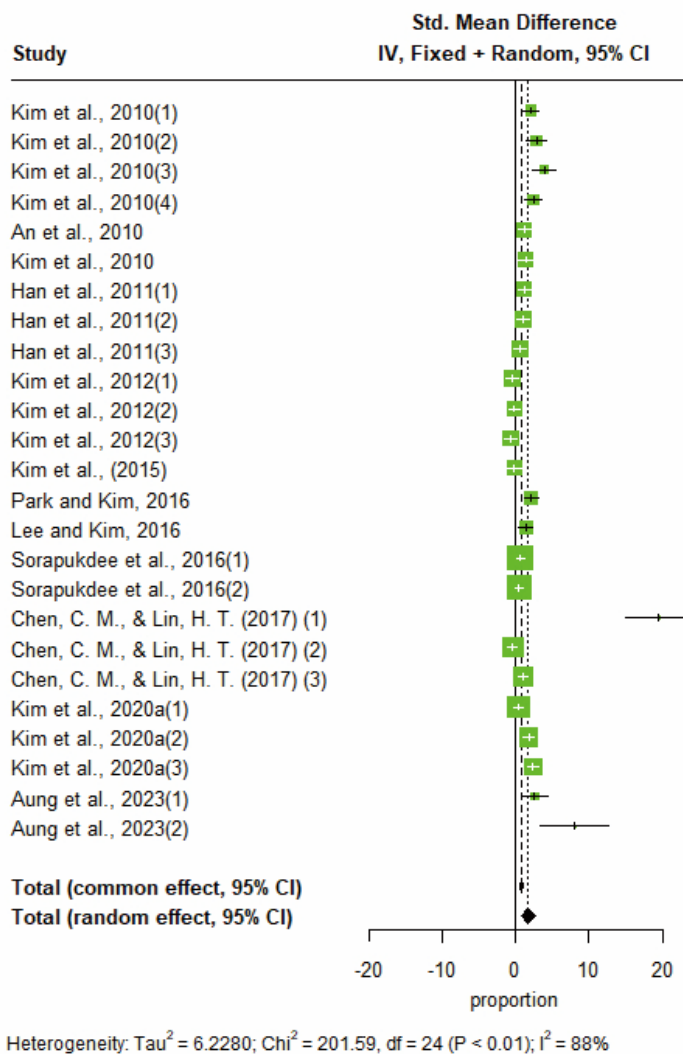 Std. Mean Difference
Study IV, Fixed + Random, 95% CI
Kim et al., 2010(1)
Kim et al., 2010(2)
Kim et al., 2010(3)
Kim et al., 2010(4)
An et al., 2010
Kim et al., 2010
Han et al., 2011(1)
Han et al., 2011(2)
Han et al., 2011(3)
Kim et al., 2012(1)
Kim et al., 2012(2)
Kim et al., 2012(3)
Kim et al., (2015)
Park and Kim, 2016
Lee and Kim, 2016
Sorapukdee et al., 2016(1)
Sorapukdee et al., 2016(2)
Chen, C. M., & Lin, H. T. (2017) (1)
Chen, C. M., & Lin, H. T. (2017) (2)
Chen, C. M., & Lin, H. T. (2017) (3)
Kim et al., 2020a(1)
Kim et al., 2020a(2)
Kim et al., 2020a(3)
Aung et al., 2023(1)
Aung et al., 2023(2)
Total (common effect, 95% CI)
Total (random effect, 95% CI)
-20 -10 0 10 20
proportion
Heterogeneity: Tau² = 6.2280; Chi² = 201.59, df = 24 (P < 0.01); I² = 88%